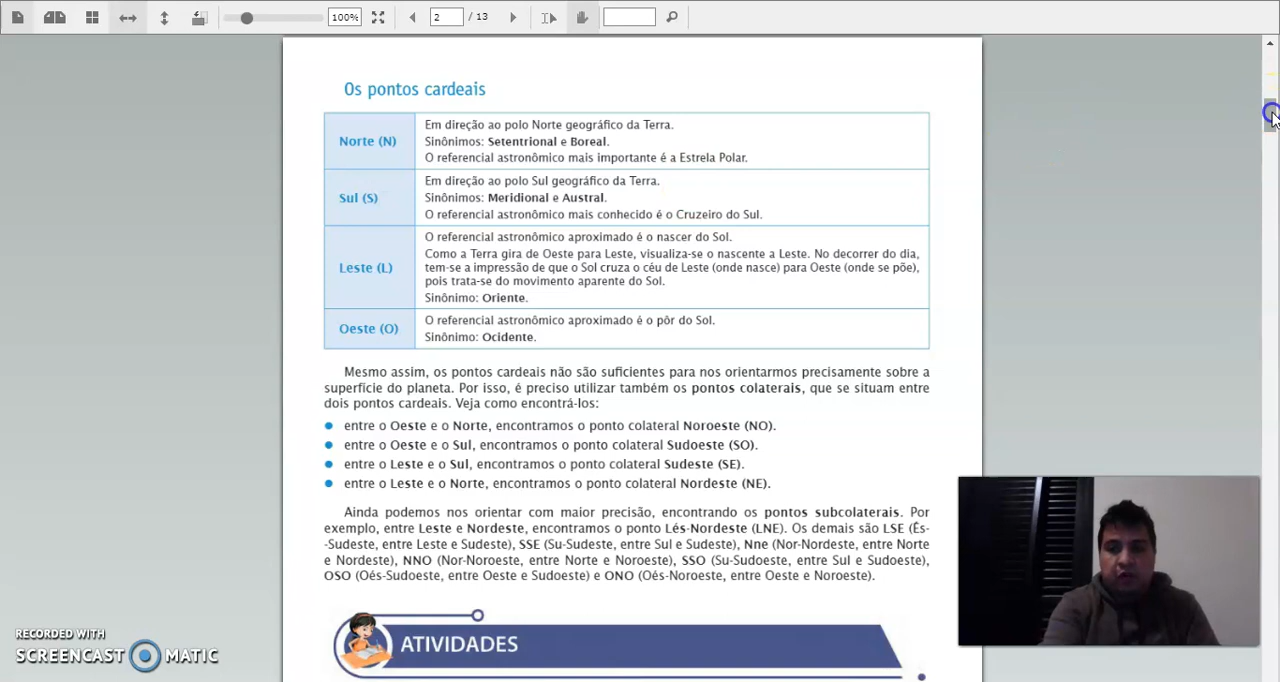 100%
2 / 13
Os pontos cardeais
Norte (N)
Em direção ao polo Norte geográfico da Terra.
Sinônimos: Setentrional e Boreal.
O referencial astronômico mais importante é a Estrela Polar.
Sul (S)
Em direção ao polo Sul geográfico da Terra.
Sinônimos: Meridional e Austral.
O referencial astronômico mais conhecido é o Cruzeiro do Sul.
Leste (L)
O referencial astronômico aproximado é o nascer do Sol.
Como a Terra gira de Oeste para Leste, visualiza-se o nascente a Leste. No decorrer do dia,
tem-se a impressão de que o Sol cruza o céu de Leste (onde nasce) para Oeste (onde se põe),
pois trata-se do movimento aparente do Sol.
Sinônimo: Oriente.
Oeste (O)
O referencial astronômico aproximado é o pôr do Sol.
Sinônimo: Ocidente.
Mesmo assim, os pontos cardeais não são suficientes para nos orientarmos precisamente sobre a
superfície do planeta. Por isso, é preciso utilizar também os pontos colaterais, que se situam entre
dois pontos cardeais. Veja como encontrá-los:
entre o Oeste e o Norte, encontramos o ponto colateral Noroeste (NO).
entre o Oeste e o Sul, encontramos o ponto colateral Sudoeste (SO).
entre o Leste e o Sul, encontramos o ponto colateral Sudeste (SE).
entre o Leste e o Norte, encontramos o ponto colateral Nordeste (NE).
Ainda podemos nos orientar com maior precisão, encontrando os pontos subcolaterais. Por
exemplo, entre Leste e Nordeste, encontramos o ponto Lés-Nordeste (LNE). Os demais são LSE (És-
-Sudeste, entre Leste e Sudeste), SSE (Su-Sudeste, entre Sul e Sudeste), Nne (Nor-Nordeste, entre Norte
e Nordeste), NNO (Nor-Noroeste, entre Norte e Noroeste), SSO (Su-Sudoeste, entre Sul e Sudoeste),
OSO (Oés-Sudoeste, entre Oeste e Sudoeste) e ONO (Oés-Noroeste, entre Oeste e Noroeste).
ATIVIDADES
RECORDED WITH
SCREENCAST MATIC